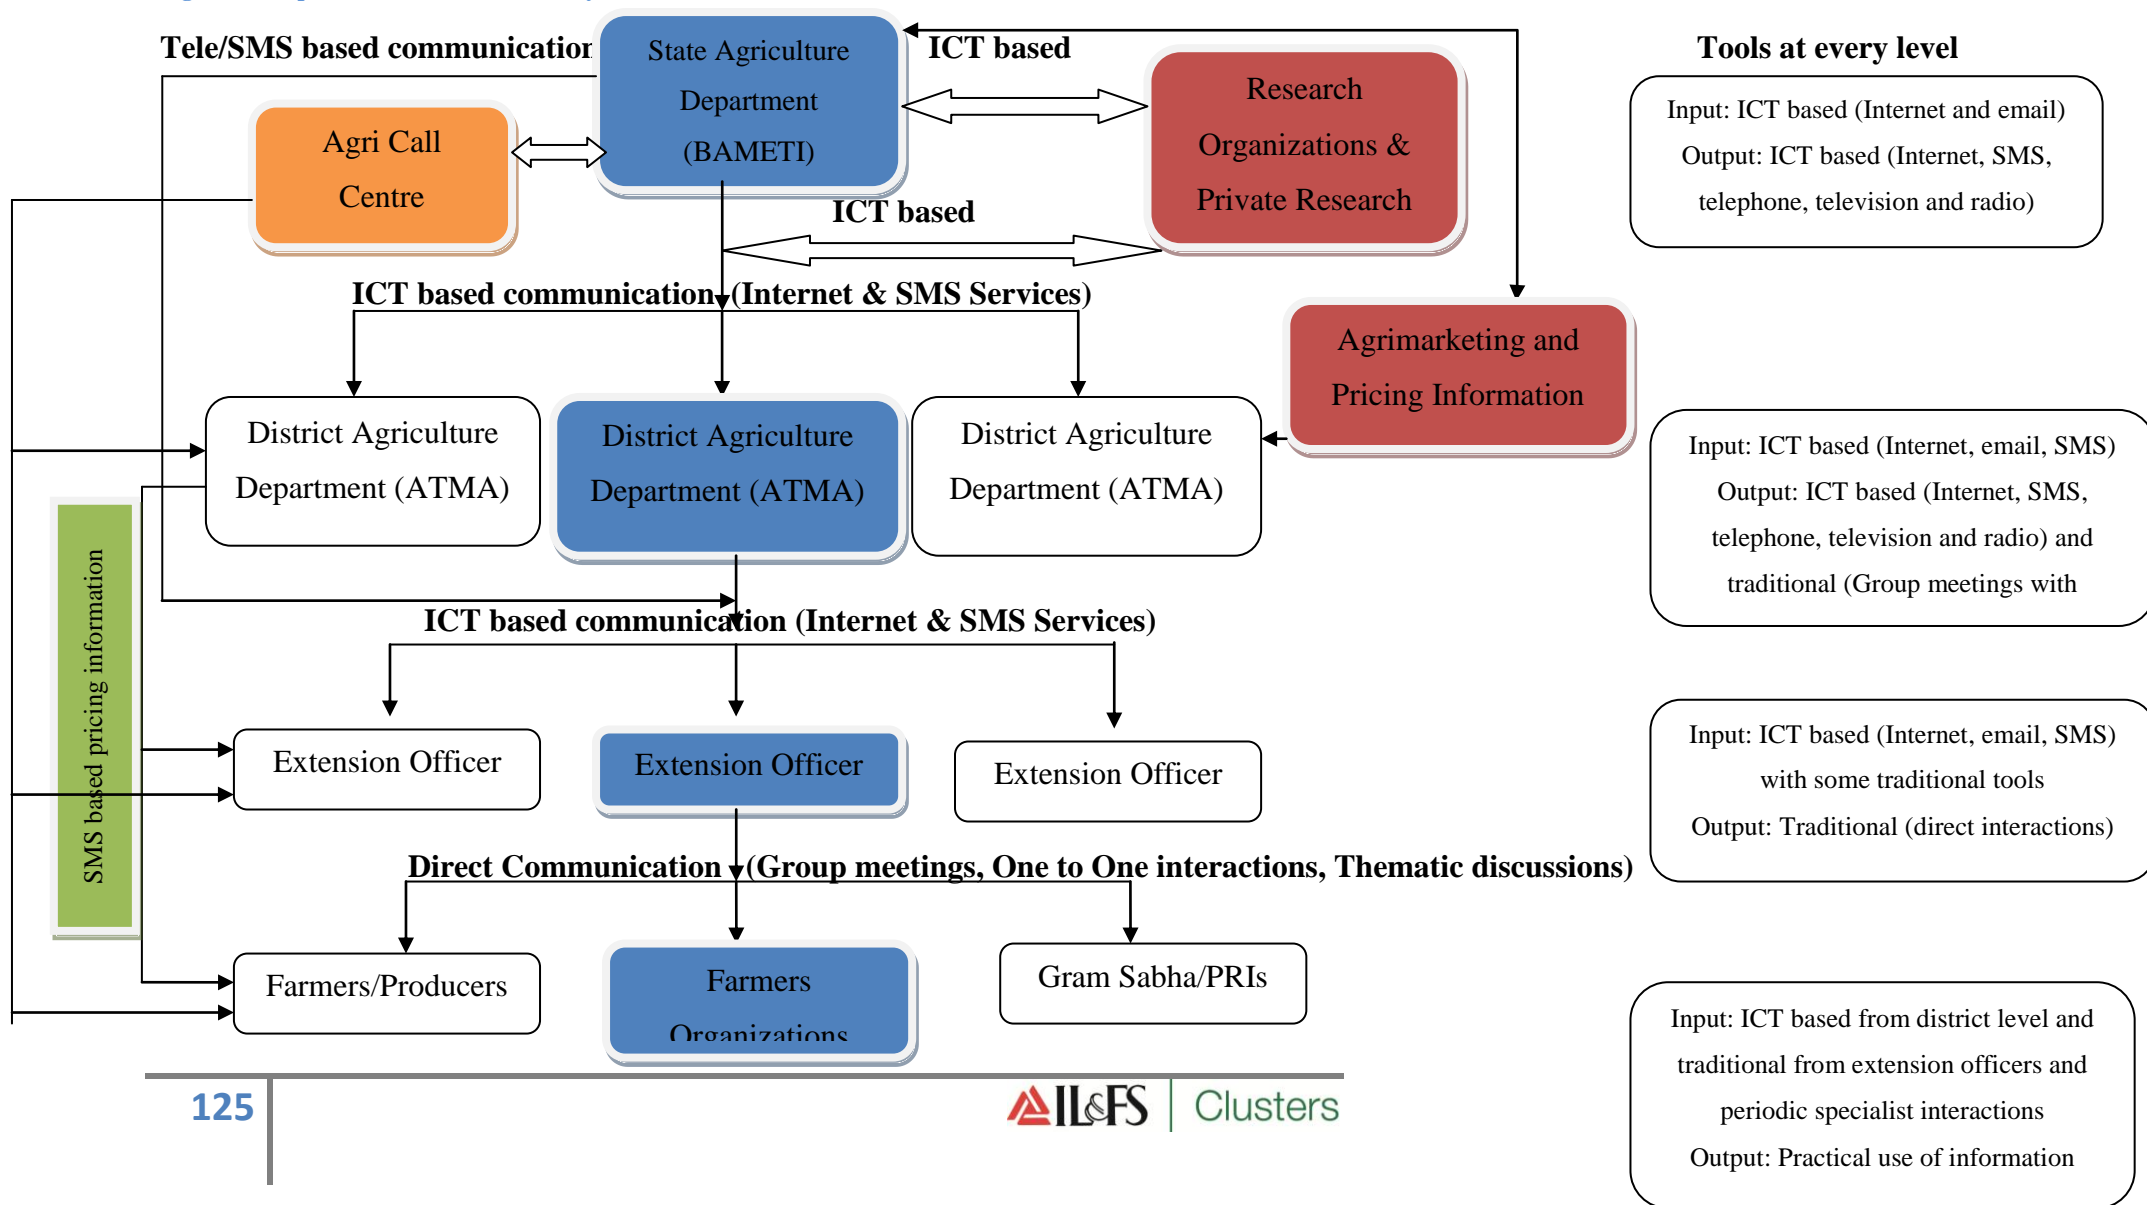 Tele/SMS based communication
State Agriculture
Department
(BAMETI)
ICT based
Tools at every level
Agri Call
Centre
Research
Organizations &
Private Research
Input: ICT based (Internet and email)
Output: ICT based (Internet, SMS,
telephone, television and radio)
ICT based
ICT based communication (Internet & SMS Services)
Agrimarketing and
Pricing Information
District Agriculture
Department (ATMA)
District Agriculture
Department (ATMA)
District Agriculture
Department (ATMA)
Input: ICT based (Internet, email, SMS)
Output: ICT based (Internet, SMS,
telephone, television and radio) and
traditional (Group meetings with
SMS based pricing information
ICT based communication (Internet & SMS Services)
Extension Officer
Extension Officer
Extension Officer
Input: ICT based (Internet, email, SMS)
with some traditional tools
Output: Traditional (direct interactions)
Direct Communication (Group meetings, One to One interactions, Thematic discussions)
Farmers/Producers
Farmers
Organizations
Gram Sabha/PRIs
Input: ICT based from district level and
traditional from extension officers and
periodic specialist interactions
Output: Practical use of information
125
IL&FS
Clusters